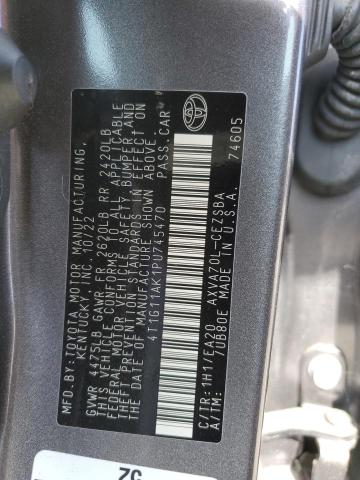 MFD.BY: TOYOTA MOTOR MANUFACTURING,
KENTUCKY, INC. 10/22
GVWR 4475LB GAWR FR 2620LB RR 2420LB
THIS VEHICLE CONFORMS TO ALL APPLICABLE
FEDERAL MOTOR VEHICLE SAFETY, BUMPER, AND
THEFT PREVENTION STANDARDS IN EFFECT ON
THE DATE OF MANUFACTURE SHOWN ABOVE.
4T1G11AK1PU745470 PASS.CAR
C/TR: 1H17/EA20 AXVA70L-CEZSBA
A/TM: /UB80E MADE IN U.S.A.
74605